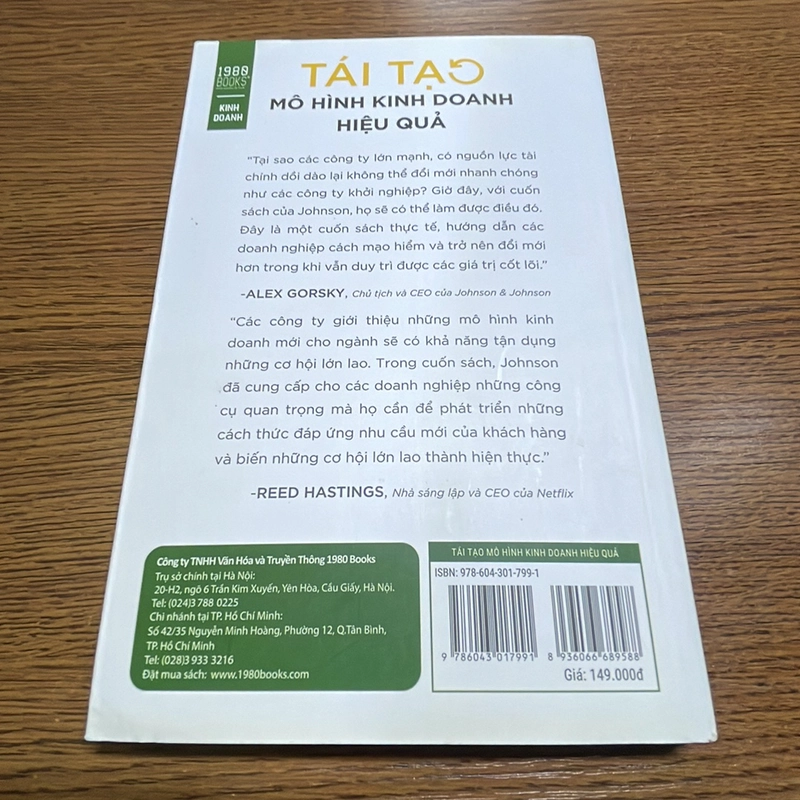 1980
BOOKS
KINH
DOANH
TÁI TẠO
MÔ HÌNH KINH DOANH
HIỆU QUẢ
“Tại sao các công ty lớn mạnh, có nguồn lực tài
chính dồi dào lại không thể đổi mới nhanh chóng
như các công ty khởi nghiệp? Giờ đây, với cuốn
sách của Johnson, họ sẽ có thể làm được điều đó.
Đây là một cuốn sách thực tế, hướng dẫn các
doanh nghiệp cách mạo hiểm và trở nên đổi mới
hơn trong khi vẫn duy trì được các giá trị cốt lõi.”
-ALEX GORSKY, Chủ tịch và CEO của Johnson & Johnson
“Các công ty giới thiệu những mô hình kinh
doanh mới cho ngành sẽ có khả năng tận dụng
những cơ hội lớn lao. Trong cuốn sách, Johnson
đã cung cấp cho các doanh nghiệp những công
cụ quan trọng mà họ cần để phát triển những
cách thức đáp ứng nhu cầu mới của khách hàng
và biến những cơ hội lớn lao thành hiện thực.”
-REED HASTINGS, Nhà sáng lập và CEO của Netflix
Công ty TNHH Văn Hóa và Truyền Thông 1980 Books
Trụ sở chính tại Hà Nội:
20-H2, ngõ 6 Trần Kim Xuyến, Yên Hòa, Cầu Giấy, Hà Nội.
Tel: (024)3 788 0225
Chi nhánh tại TP. Hồ Chí Minh:
Số 42/35 Nguyễn Minh Hoàng, Phường 12, Q.Tân Bình,
TP. Hồ Chí Minh
Tel: (028)3 933 3216
Đặt mua sách: www.1980books.com
TÁI TẠO MÔ HÌNH KINH DOANH HIỆU QUẢ
ISBN: 978-604-301-799-1
9 786043 017991 8 936066 689588
Giá: 149.000đ